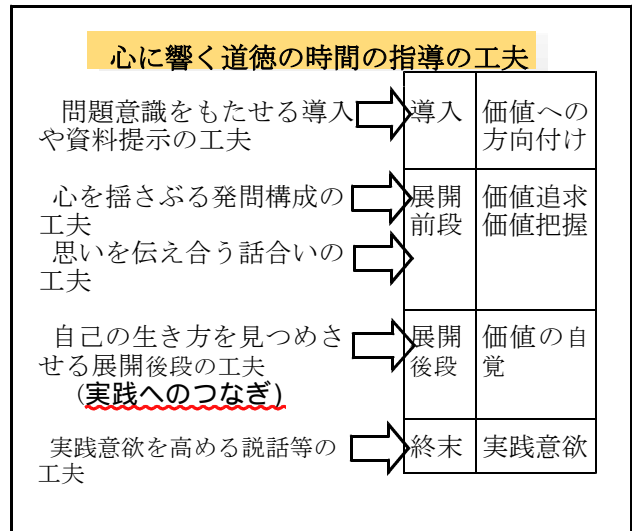 心に響く道徳の時間の指導の工夫
問題意識をもたせる導入
や資料提示の工夫
導入
価値への
方向付け
心を揺さぶる発問構成の
工夫
思いを伝え合う話合いの
工夫
展開
前段
価値追求
価値把握
自己の生き方を見つめさ
せる展開後段の工夫
(実践へのつなぎ)
展開
後段
価値の自
覚
実践意欲を高める説話等の
工夫
終末
実践意欲